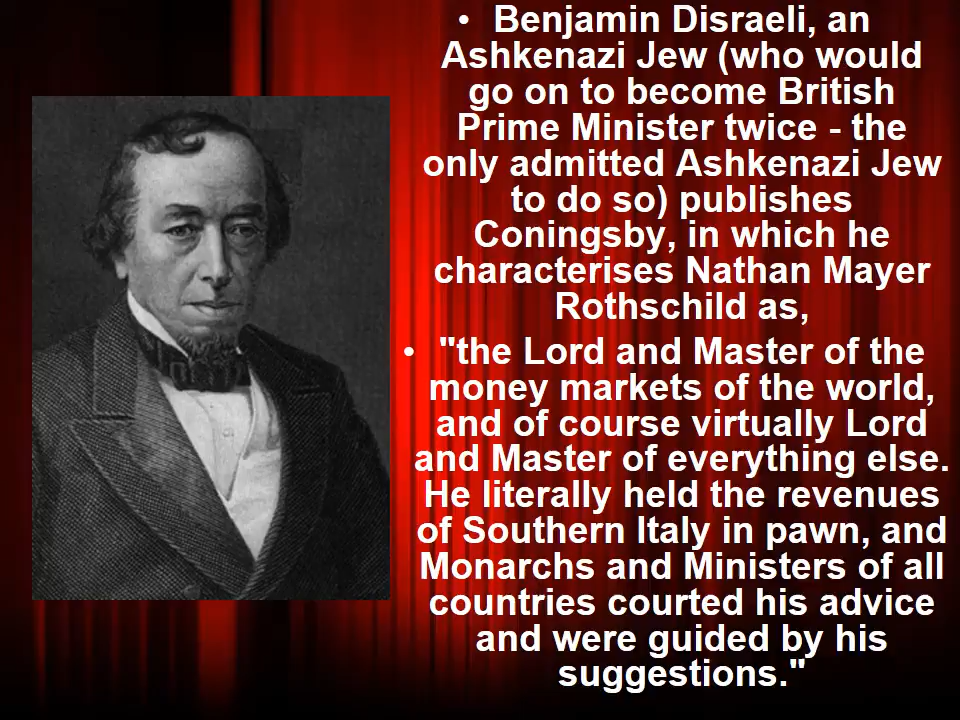 • Benjamin Disraeli, an
Ashkenazi Jew (who would
go on to become British
Prime Minister twice - the
only admitted Ashkenazi Jew
to do so) publishes
Coningsby, in which he
characterises Nathan Mayer
Rothschild as,
• "the Lord and Master of the
money markets of the world,
and of course virtually Lord
and Master of everything else.
He literally held the revenues
of Southern Italy in pawn, and
Monarchs and Ministers of all
countries courted his advice
and were guided by his
suggestions."